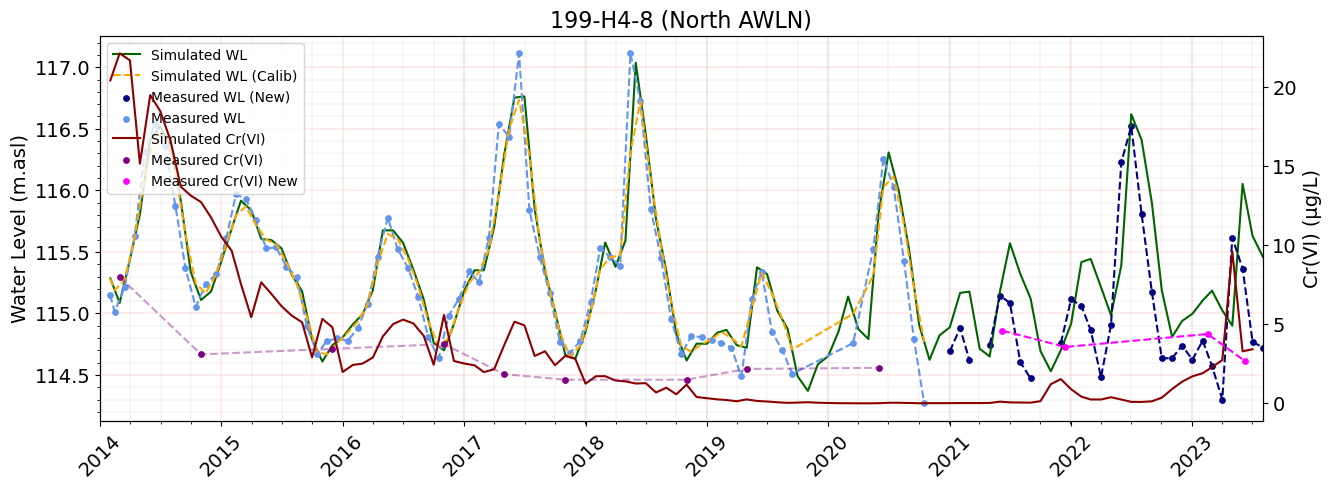 199-H4-8 (North AWLN)
Simulated WL
Simulated WL (Calib)
Measured WL (New)
Measured WL
Simulated Cr(VI)
Measured Cr(VI)
Measured Cr(VI) New
Water Level (m.asl)
117.0
116.5
116.0
115.5
115.0
114.5
20
15
10
5
0
Cr(VI) (μg/L)
2014
2015
2016
2017
2018
2019
2020
2021
2022
2023